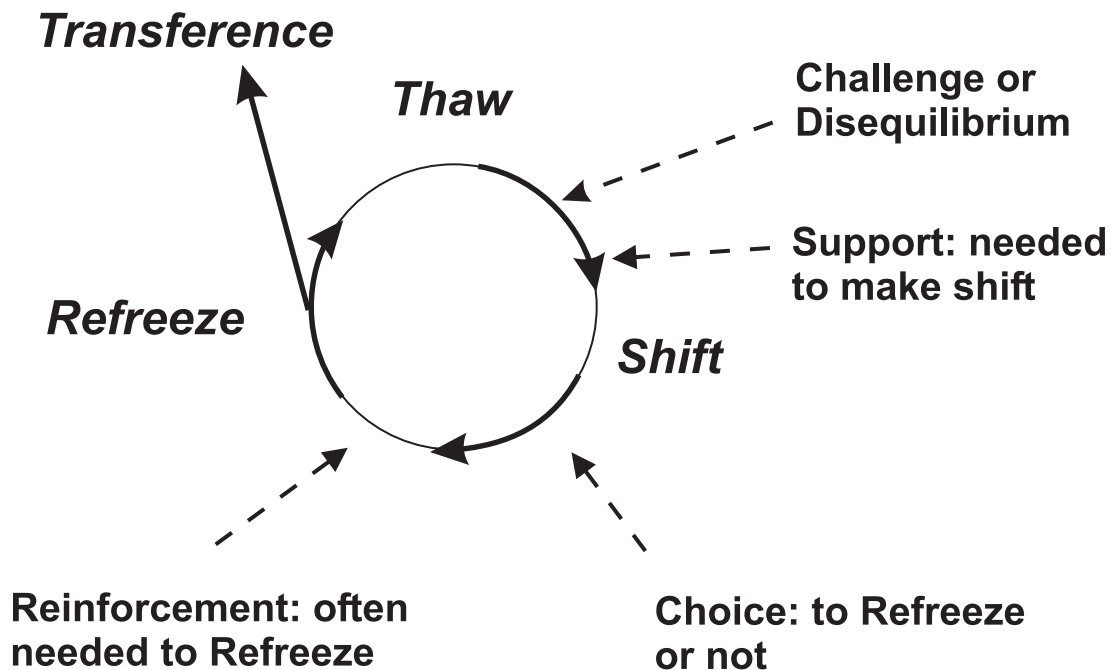 Transference
Thaw
Challenge or
Disequilibrium
Support: needed
to make shift
Refreeze
Shift
Reinforcement: often
needed to Refreeze
Choice: to Refreeze
or not